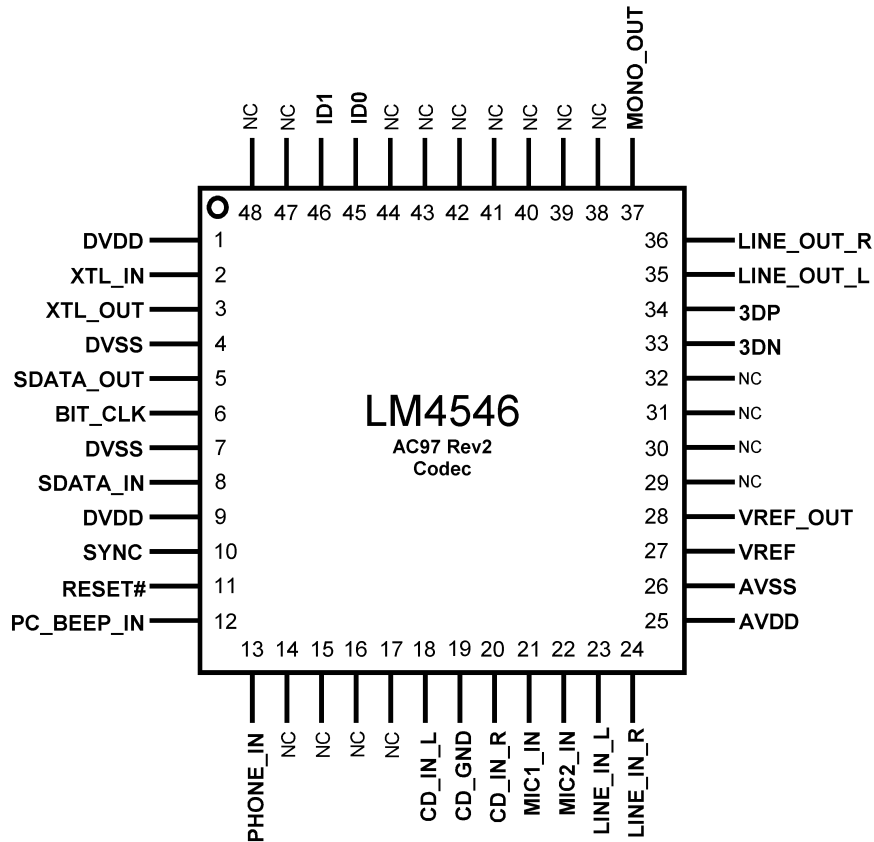 NC NC ID1 ID0 NC NC NC NC NC NC NC MONO_OUT
48 47 46 45 44 43 42 41 40 39 38 37
DVDD 1 36 LINE_OUT_R
XTL_IN 2 35 LINE_OUT_L
XTL_OUT 3 34 3DP
DVSS 4 33 3DN
SDATA_OUT 5 32 NC
BIT_CLK 6 31 NC
DVSS 7 30 NC
SDATA_IN 8 29 NC
DVDD 9 28 VREF_OUT
SYNC 10 27 VREF
RESET# 11 26 AVSS
PC_BEEP_IN 12 25 AVDD
LM4546
AC97 Rev2
Codec
13 14 15 16 17 18 19 20 21 22 23 24
PHONE_IN NC NC NC NC CD_IN_L CD_GND CD_IN_R MIC1_IN MIC2_IN LINE_IN_L LINE_IN_R